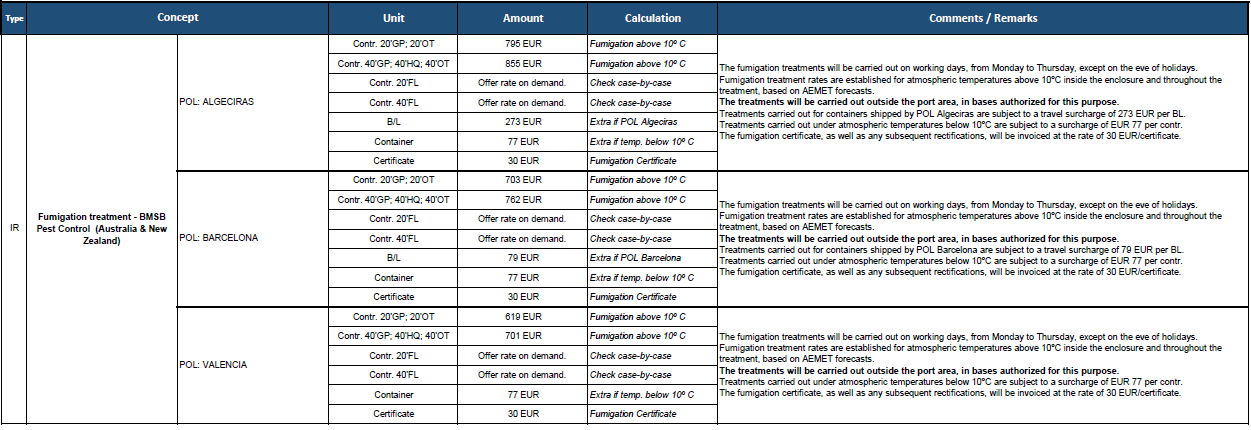 Type Concept Unit Amount Calculation Comments / Remarks
IR
Fumigation treatment - BMSB
Pest Control (Australia & New
Zealand)
POL: ALGECIRAS
Contr. 20'GP; 20'OT 795 EUR Fumigation above 10º C
Contr. 40'GP; 40'HQ; 40'OT 855 EUR Fumigation above 10º C
Contr. 20'FL Offer rate on demand. Check case-by-case
Contr. 40'FL Offer rate on demand. Check case-by-case
B/L 273 EUR Extra if POL Algeciras
Container 77 EUR Extra if temp. below 10º C
Certificate 30 EUR Fumigation Certificate
The fumigation treatments will be carried out on working days, from Monday to Thursday, except on the eve of holidays.
Fumigation treatment rates are established for atmospheric temperatures above 10°C inside the enclosure and throughout the
treatment, based on AEMET forecasts.
The treatments will be carried out outside the port area, in bases authorized for this purpose.
Treatments carried out for containers shipped by POL Algeciras are subject to a travel surcharge of 273 EUR per BL.
Treatments carried out under atmospheric temperatures below 10°C are subject to a surcharge of EUR 77 per contr.
The fumigation certificate, as well as any subsequent rectifications, will be invoiced at the rate of 30 EUR/certificate.
POL: BARCELONA
Contr. 20'GP; 20'OT 703 EUR Fumigation above 10º C
Contr. 40'GP; 40'HQ; 40'OT 762 EUR Fumigation above 10º C
Contr. 20'FL Offer rate on demand. Check case-by-case
Contr. 40'FL Offer rate on demand. Check case-by-case
B/L 79 EUR Extra if POL Barcelona
Container 77 EUR Extra if temp. below 10º C
Certificate 30 EUR Fumigation Certificate
The fumigation treatments will be carried out on working days, from Monday to Thursday, except on the eve of holidays.
Fumigation treatment rates are established for atmospheric temperatures above 10°C inside the enclosure and throughout the
treatment, based on AEMET forecasts.
The treatments will be carried out outside the port area, in bases authorized for this purpose.
Treatments carried out for containers shipped by POL Barcelona are subject to a travel surcharge of 79 EUR per BL.
Treatments carried out under atmospheric temperatures below 10°C are subject to a surcharge of EUR 77 per contr.
The fumigation certificate, as well as any subsequent rectifications, will be invoiced at the rate of 30 EUR/certificate.
POL: VALENCIA
Contr. 20'GP; 20'OT 619 EUR Fumigation above 10º C
Contr. 40'GP; 40'HQ; 40'OT 701 EUR Fumigation above 10º C
Contr. 20'FL Offer rate on demand. Check case-by-case
Contr. 40'FL Offer rate on demand. Check case-by-case
Container 77 EUR Extra if temp. below 10º C
Certificate 30 EUR Fumigation Certificate
The fumigation treatments will be carried out on working days, from Monday to Thursday, except on the eve of holidays.
Fumigation treatment rates are established for atmospheric temperatures above 10°C inside the enclosure and throughout the
treatment, based on AEMET forecasts.
The treatments will be carried out outside the port area, in bases authorized for this purpose.
Treatments carried out under atmospheric temperatures below 10°C are subject to a surcharge of EUR 77 per contr.
The fumigation certificate, as well as any subsequent rectifications, will be invoiced at the rate of 30 EUR/certificate.